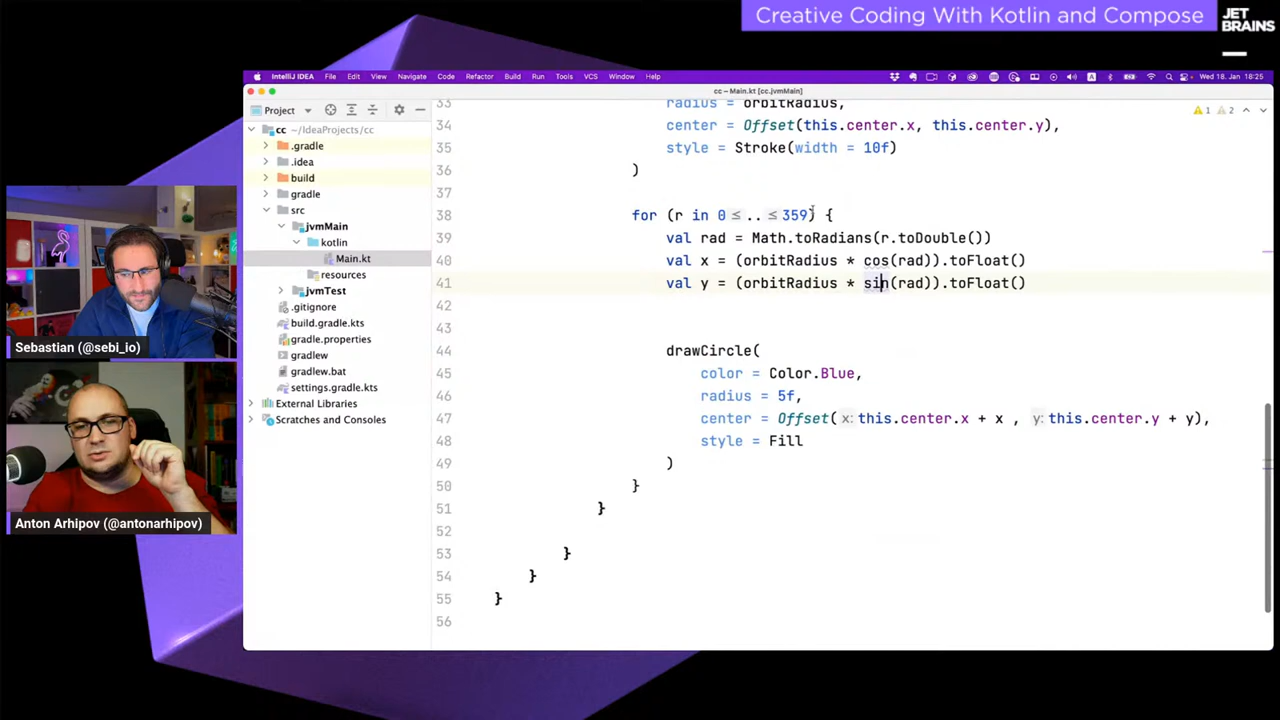 Creative Coding With Kotlin and Compose
JET
BRAINS
IntelliJ IDEA File Edit View Navigate Code Refactor Build Run Tools VCS Window Help
A
Wed 18. Jan 18:25
cc – Main.kt [cc.jvmMain]
Project
cc ~/IdeaProjects/cc
.gradle
.idea
build
gradle
src
jvmMain
kotlin
Main.kt
resources
jvmTest
.gitignore
build.gradle.kts
gradle.properties
gradlew
gradlew.bat
settings.gradle.kts
External Libraries
Scratches and Consoles
1 2
33 radius = orbitRadius,
34 center = Offset(this.center.x, this.center.y),
35 style = Stroke(width = 10f)
36 )
37
38 for (r in 0 ≤ .. ≤ 359) {
39 val rad = Math.toRadians(r.toDouble())
40 val x = (orbitRadius * cos(rad)).toFloat()
41 val y = (orbitRadius * sin(rad)).toFloat()
42
43
44 drawCircle(
45 color = Color.Blue,
46 radius = 5f,
47 center = Offset( x: this.center.x + x , y: this.center.y + y),
48 style = Fill
49 )
50 }
51 }
52
53 }
54 }
55 }
56
Sebastian (@sebi_io)
Anton Arhipov (@antonarhipov)